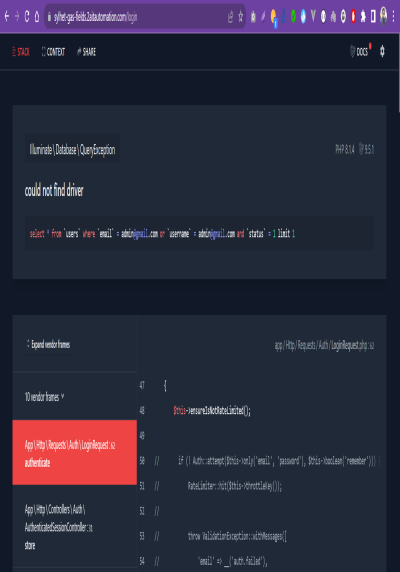 sylhet-gas-fields.2aitautomation.com/login
STACK CONTEXT SHARE DOCS
Illuminate \ Database \ QueryException
PHP 8.1.4 9.5.1
could not find driver
select * from `users` where `email` = admin@gmail.com or `username` = admin@gmail.com and `status` = 1 limit 1
Expand vendor frames
app / Http / Requests / Auth / LoginRequest.php : 62
10 vendor frames
App \ Http \ Requests \ Auth \ LoginRequest : 62
authenticate
App \ Http \ Controllers \ Auth \
AuthenticatedSessionController : 31
store
47 {
48 $this->ensureIsNotRateLimited();
49
50 // if (! Auth::attempt($this->only('email', 'password'), $this->boolean('remember'))) {
51 // RateLimiter::hit($this->throttleKey());
52 //
53 // throw ValidationException::withMessages([
54 // 'email' => __('auth.failed'),